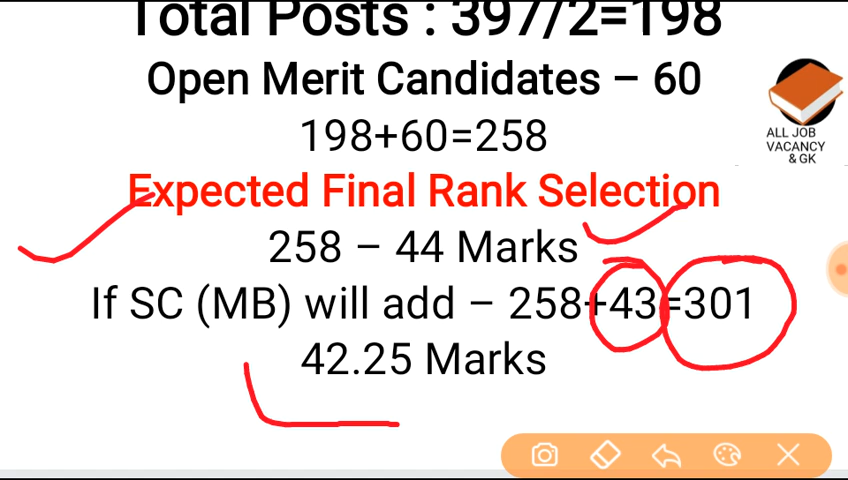 Total Posts : 397/2=198
Open Merit Candidates – 60
198+60=258
Expected Final Rank Selection
258 – 44 Marks
If SC (MB) will add – 258+43=301
42.25 Marks
ALL JOB
VACANCY
& GK